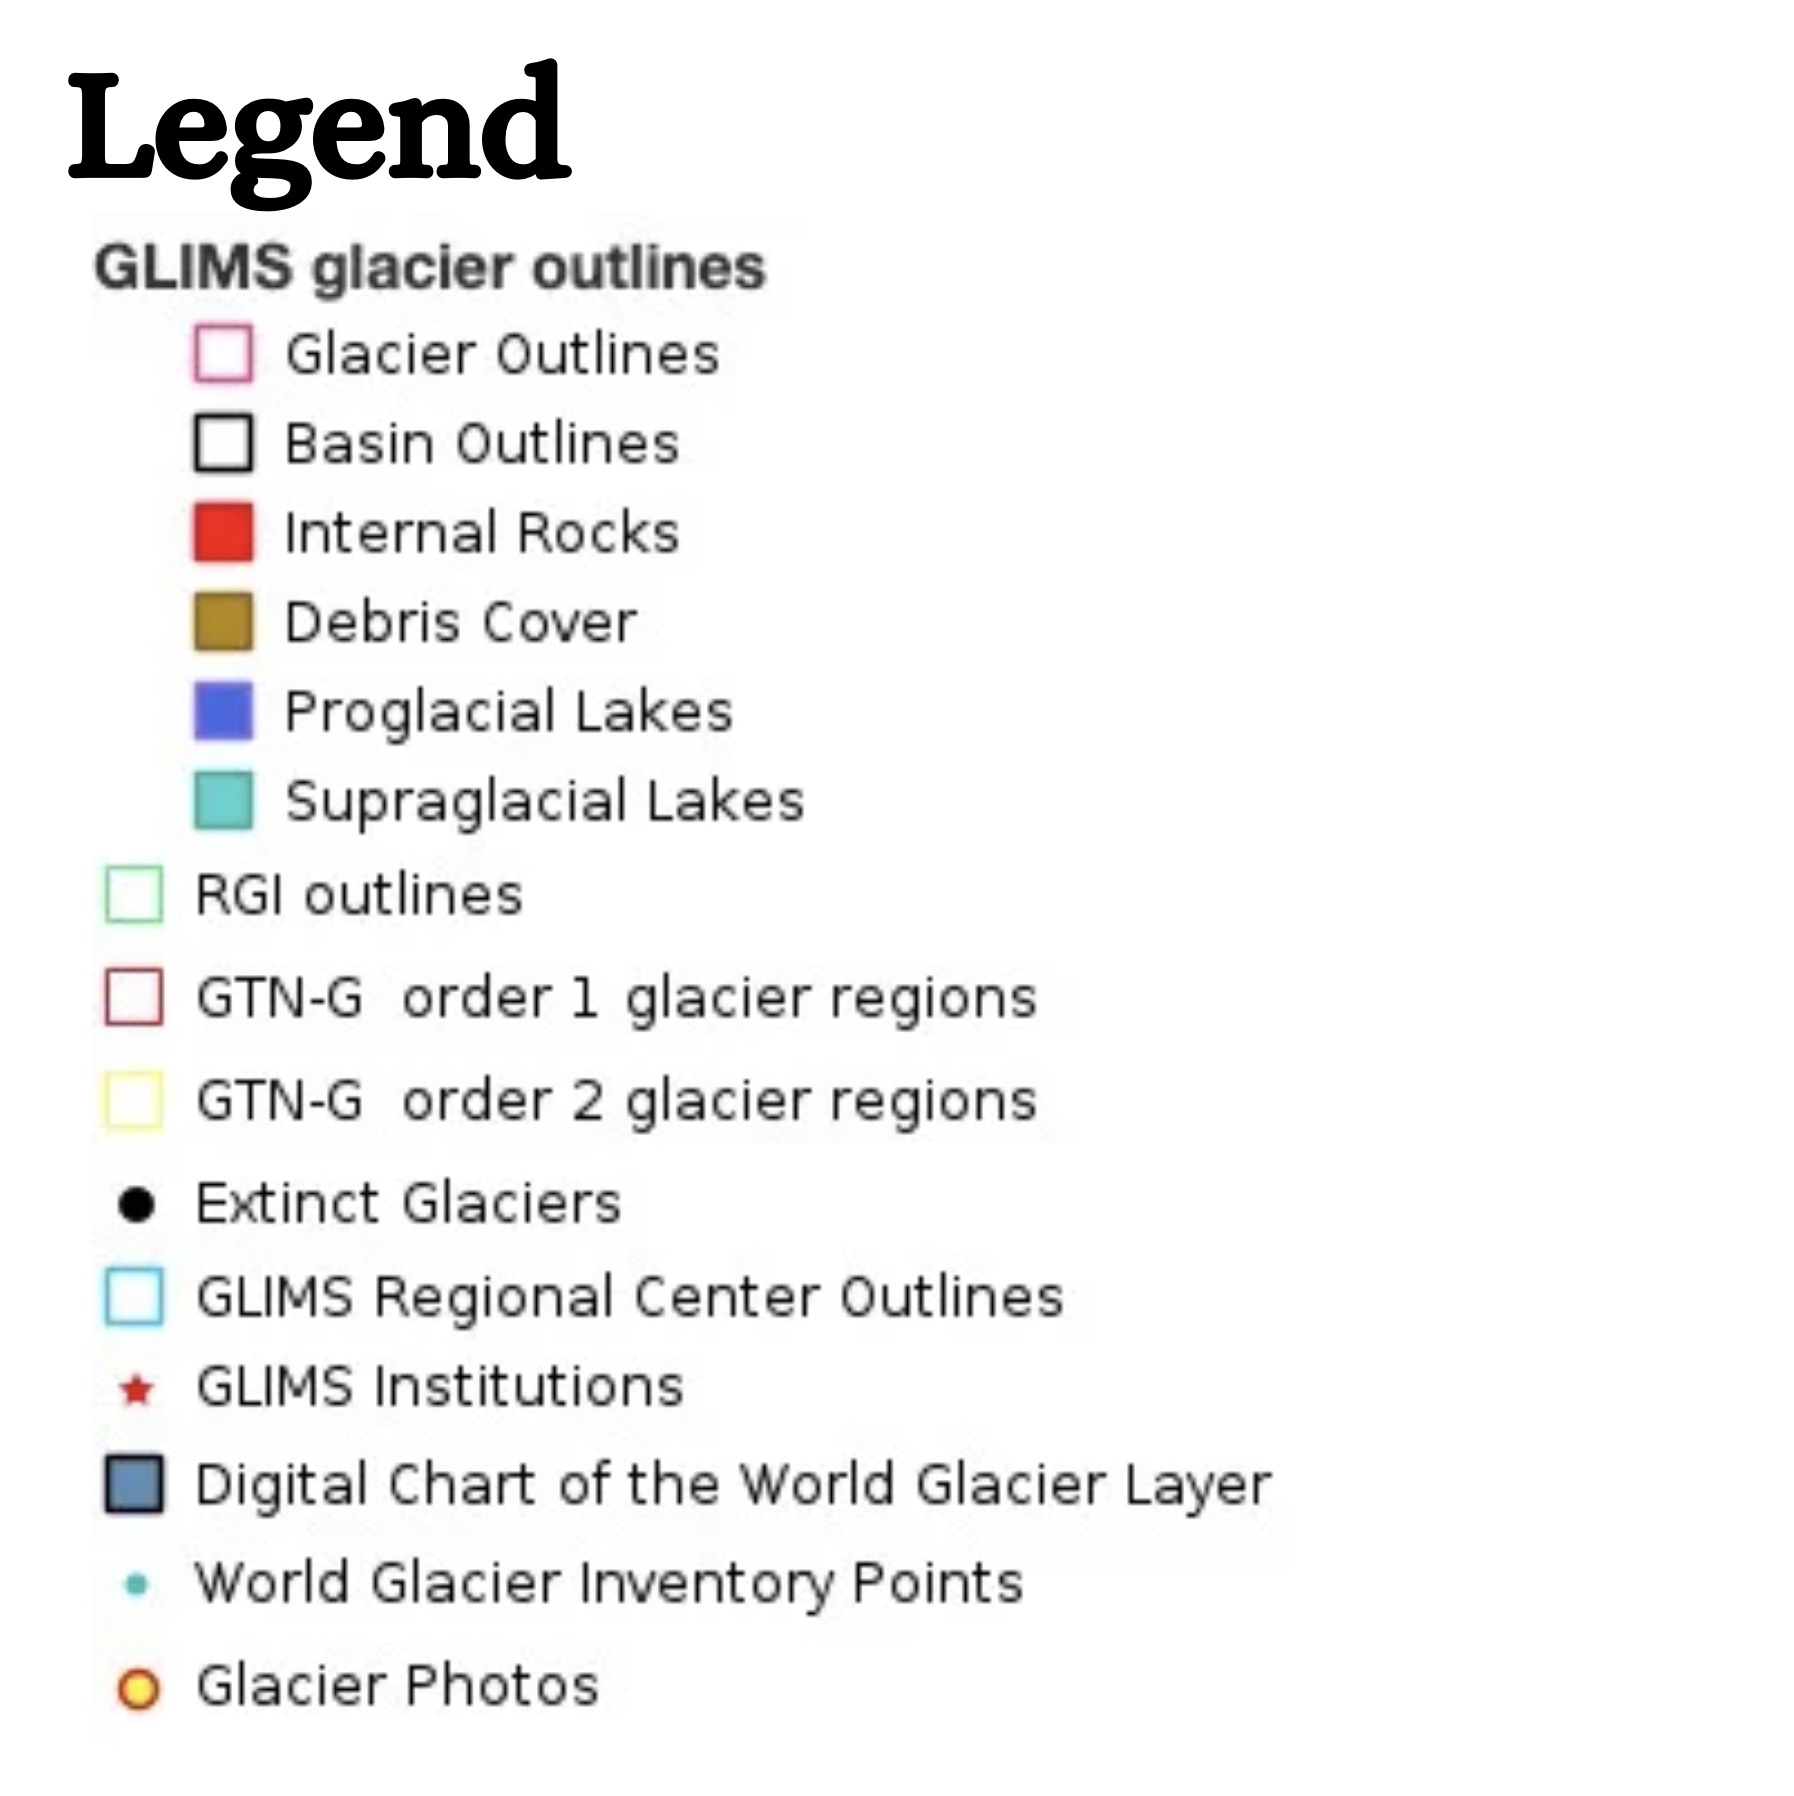 Legend
GLIMS glacier outlines
Glacier Outlines
Basin Outlines
Internal Rocks
Debris Cover
Proglacial Lakes
Supraglacial Lakes
RGI outlines
GTN-G  order 1 glacier regions
GTN-G  order 2 glacier regions
Extinct Glaciers
GLIMS Regional Center Outlines
GLIMS Institutions
Digital Chart of the World Glacier Layer
World Glacier Inventory Points
Glacier Photos